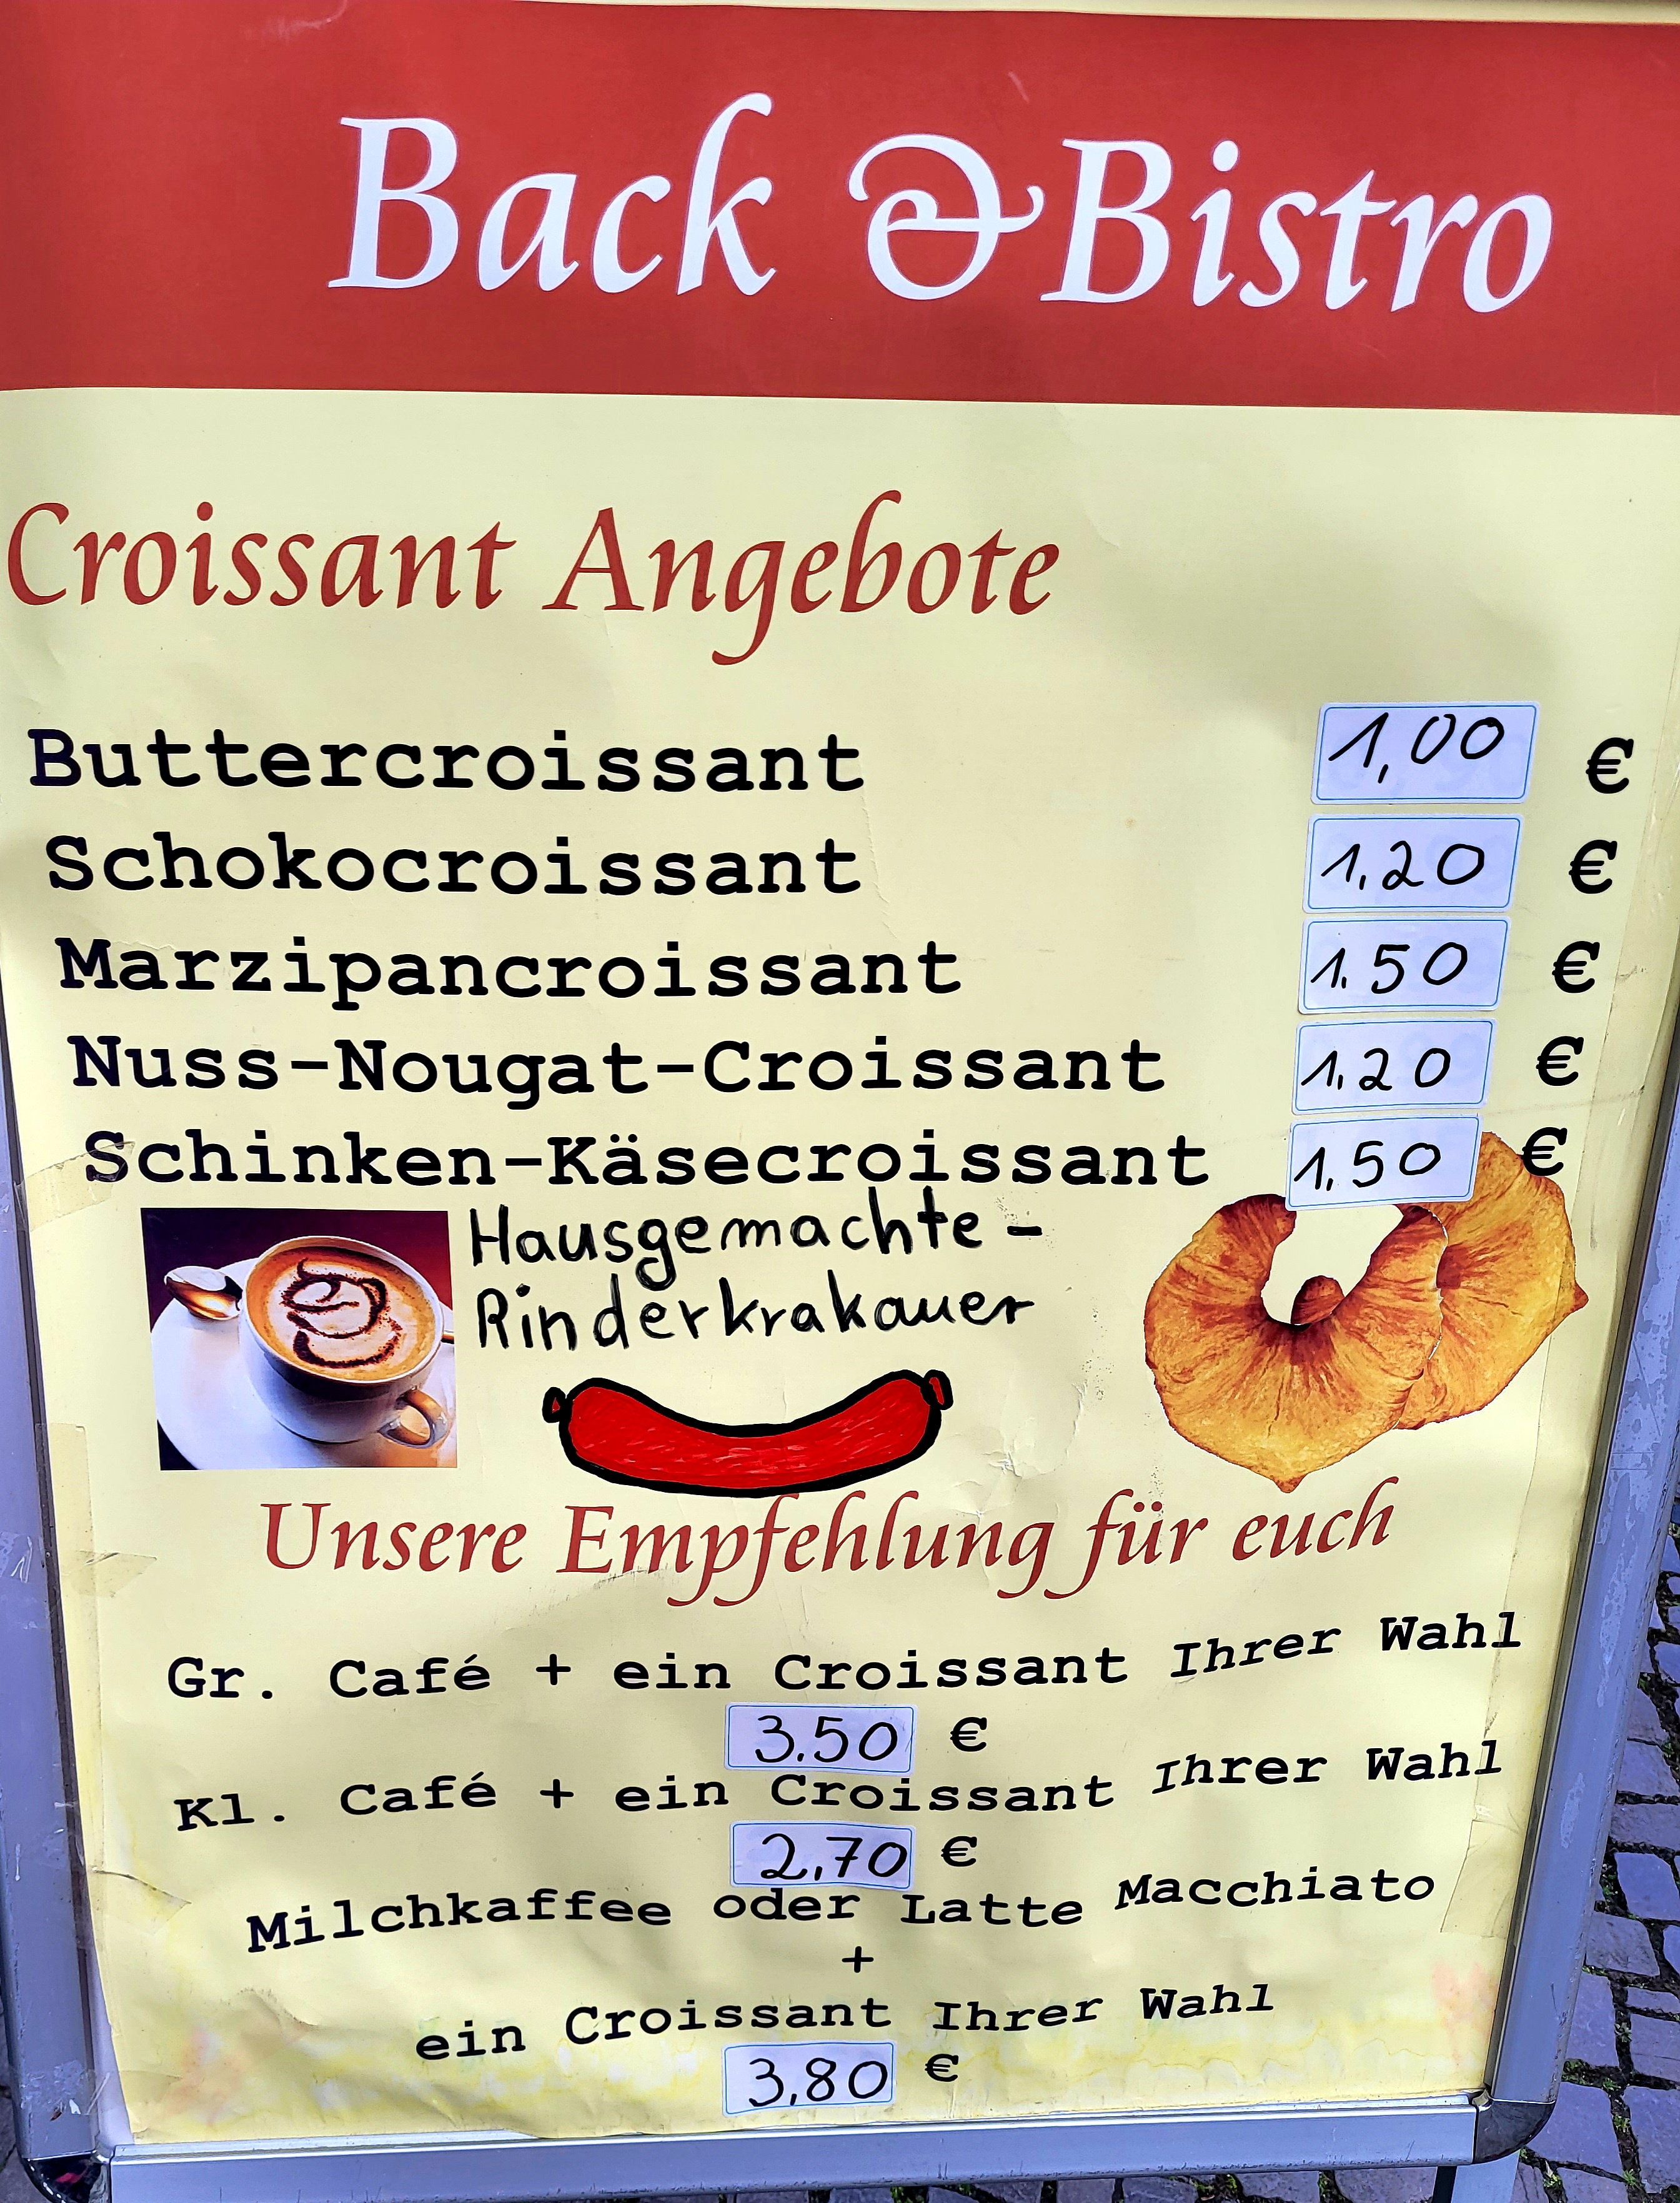 Back & Bistro
Croissant Angebote
Buttercroissant 1,00 €
Schokocroissant 1.20 €
Marzipancroissant 1.50 €
Nuss-Nougat-Croissant 1.20 €
Schinken-Käsecroissant 1,50 €
Hausgemachte-
Rinderkrakauer
Unsere Empfehlung für euch
Gr. Café + ein Croissant Ihrer Wahl
3.50 €
Kl. Café + ein Croissant Ihrer Wahl
2,70 €
Milchkaffee oder Latte Macchiato
+
ein Croissant Ihrer Wahl
3,80 €